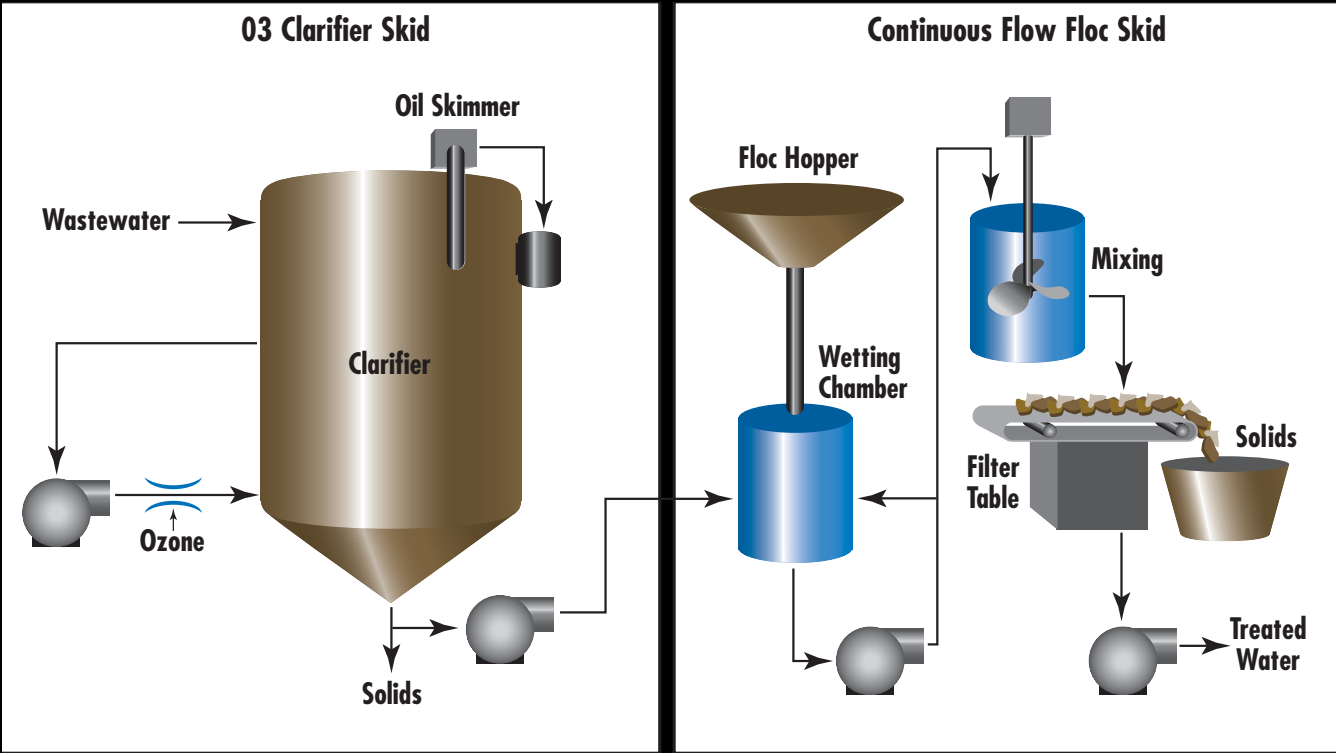 03 Clarifier Skid
Oil Skimmer
Wastewater
Clarifier
Ozone
Solids
Continuous Flow Floc Skid
Floc Hopper
Mixing
Wetting
Chamber
Filter
Table
Solids
Treated
Water